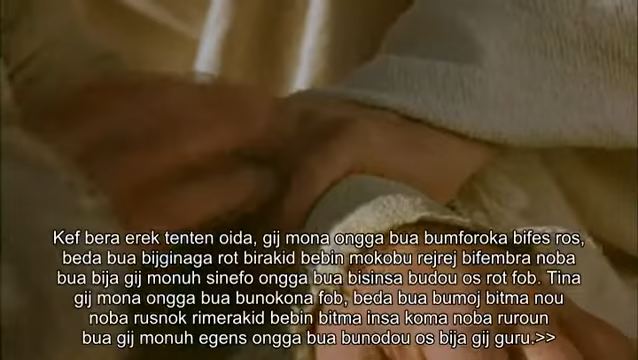 Kef bera erek tenten oida, gij mona ongga bua bumforoka bifes ros,
beda bua bijginaga rot birakid bebin mokobu rejrej bifembra noba
bua bija gij monuh sinefo ongga bua bisinsa budou os rot fob. Tina
gij mona ongga bua bunokona fob, beda bua bumoj bitma nou
noba rusnok rimerakid bebin bitma insa koma noba ruroun
bua gij monuh egens ongga bua bunodou os bija gij guru.>>